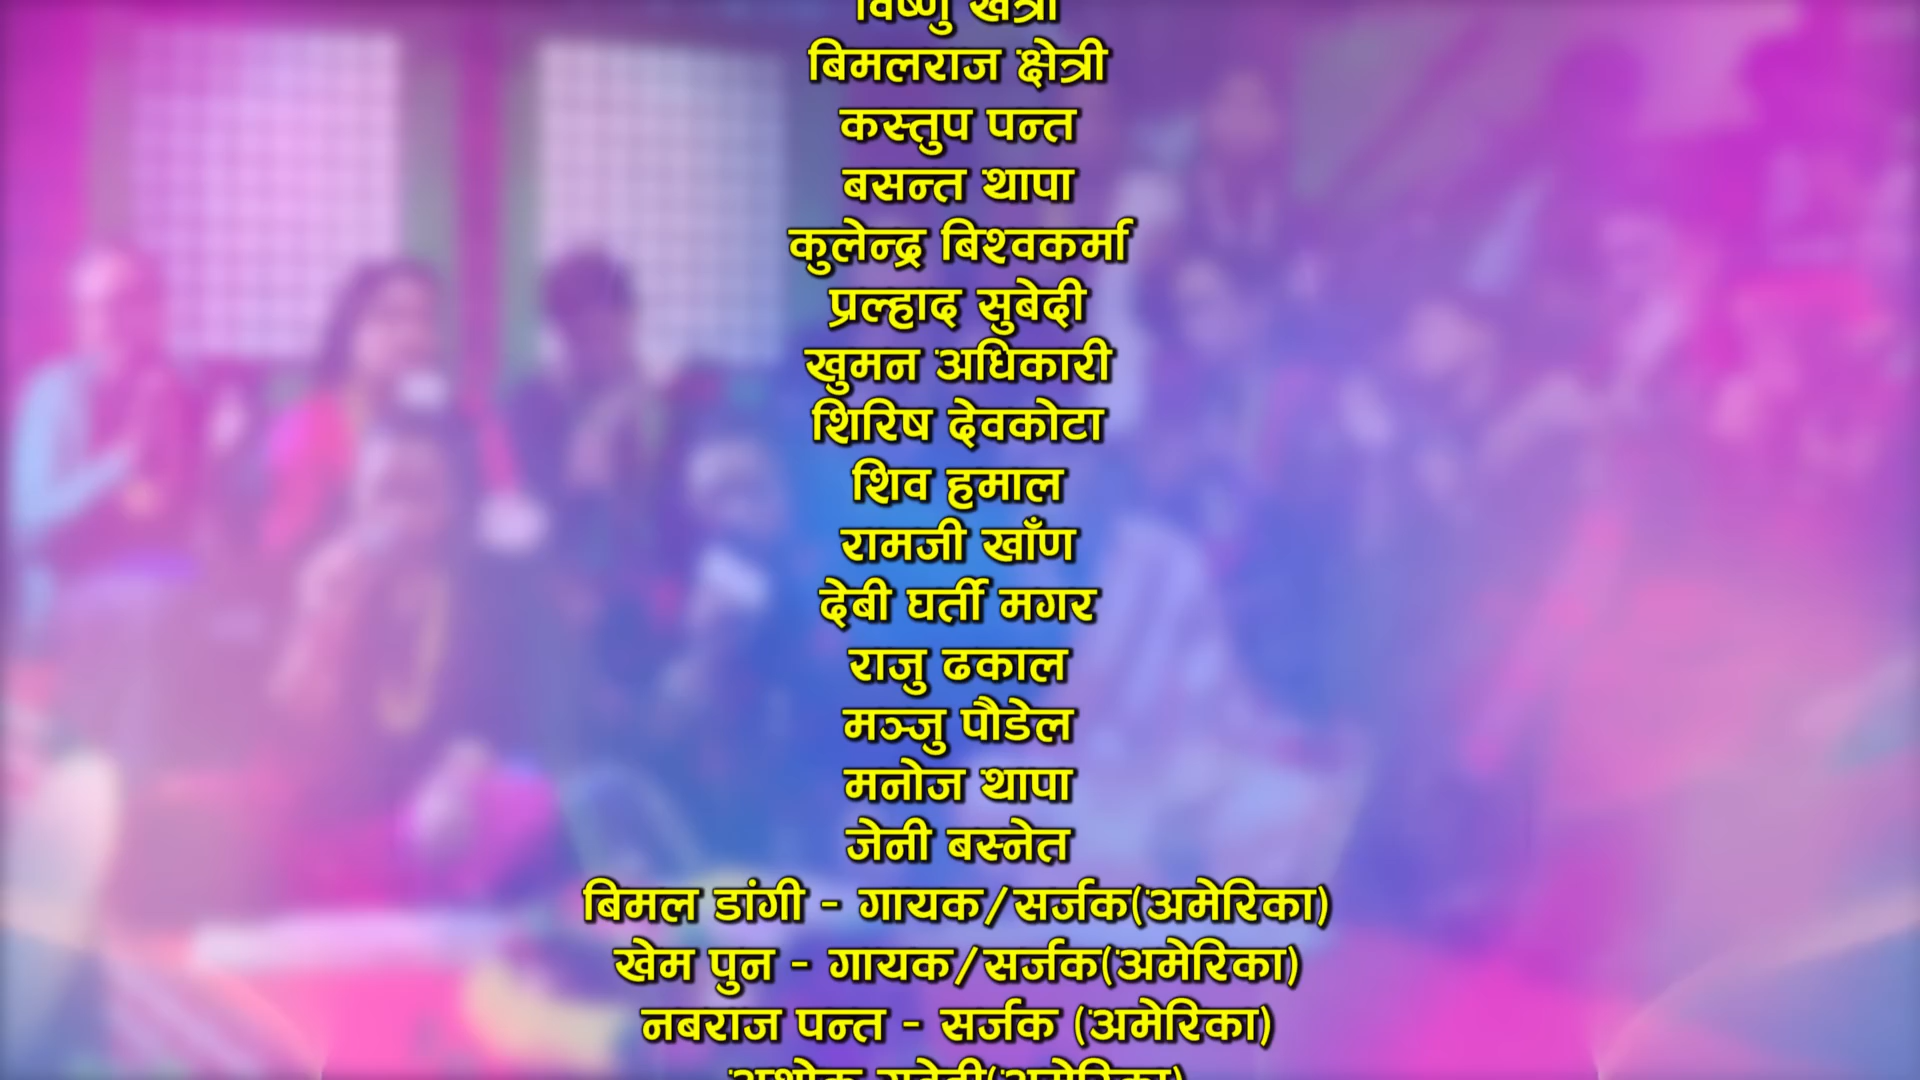 विष्णु खत्री
बिमलराज क्षेत्री
कस्तुप पन्त
बसन्त थापा
कुलेन्द्र बिश्वकर्मा
प्रल्हाद सुबेदी
खुमन अधिकारी
शिरिष देवकोटा
शिव हमाल
रामजी खाँण
देबी घर्ती मगर
राजु ढकाल
मञ्जु पौडेल
मनोज थापा
जेनी बस्नेत
बिमल डांगी - गायक/सर्जक(अमेरिका)
खेम पुन - गायक/सर्जक(अमेरिका)
नबराज पन्त - सर्जक (अमेरिका)